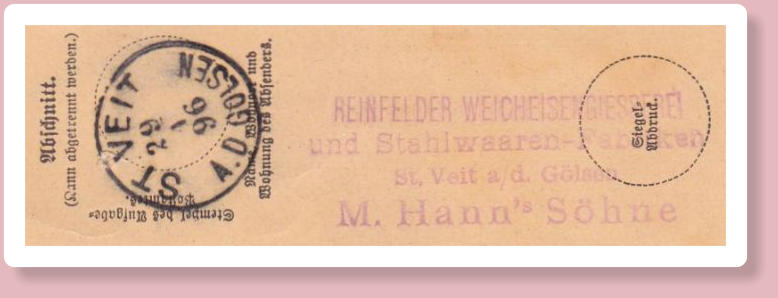 Abschnitt.
(Kann abgetrennt werden.)
ST VEIT
A.D. GÖLSEN
29
1
96
Name, Wohnort und
Wohnung des Absenders.
Stempel des Aufgabe-
Postamtes.
REINFELDER WEICHEISENGIESSEREI
und Stahlwaaren-Fabriken
St, Veit a/d. Gölsen
M. Hann's Söhne
Siegel-
Abdruck.